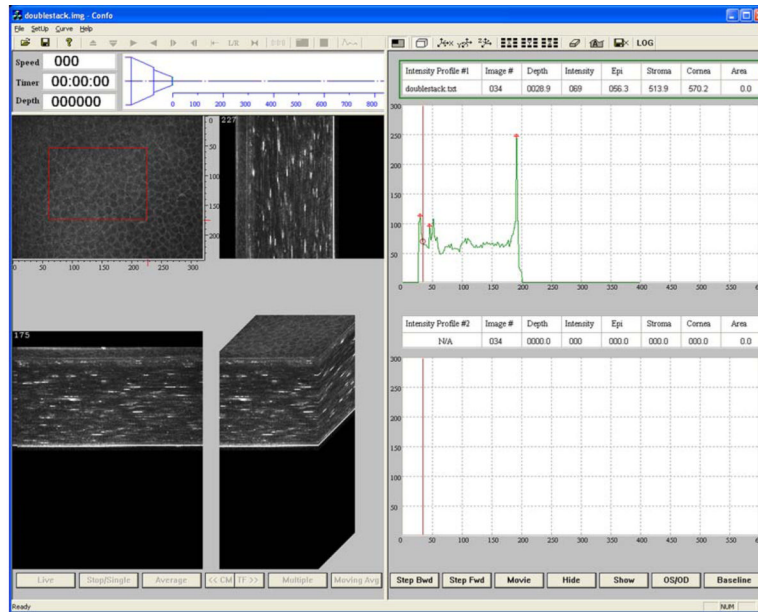 doublestack.img - Confo
File SetUp Curve Help
L/R LOG
Speed 000
Timer 00:00:00
Depth 000000
0 100 200 300 400 500 600 700 800
Intensity Profile #1 Image # Depth Intensity Epi Stroma Cornea Area
doublestack.txt 034 0028.9 069 056.3 513.9 570.2 0.0
300
250
200
150
100
50
0 50 100 150 200 250 300 350 400 450 500 550
227
0
50
100
150
200
0 50 100 150 200 250 300
175
Intensity Profile #2 Image # Depth Intensity Epi Stroma Cornea Area
N/A 034 0000.0 000 000.0 000.0 000.0 0.0
300
250
200
150
100
50
0 50 100 150 200 250 300 350 400 450 500 550
Live Stop/Single Average << CM TF >> Multiple Moving Avg
Step Bwd Step Fwd Movie Hide Show OS/OD Baseline
Ready NUM